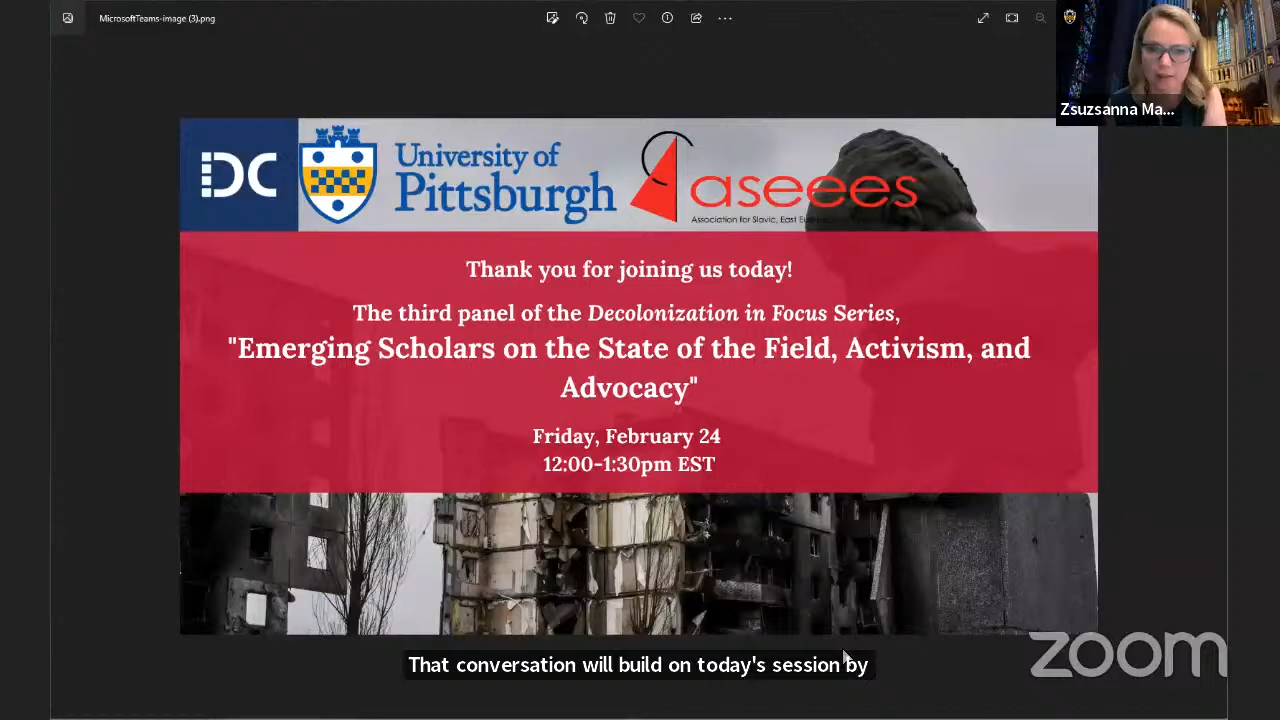 MicrosoftTeams-image (3).png
Zsuzsanna Ma...
DC
University of
Pittsburgh
aseees
Association for Slavic, East
Thank you for joining us today!
The third panel of the Decolonization in Focus Series,
"Emerging Scholars on the State of the Field, Activism, and
Advocacy"
Friday, February 24
12:00-1:30pm EST
That conversation will build on today's session by
zoom